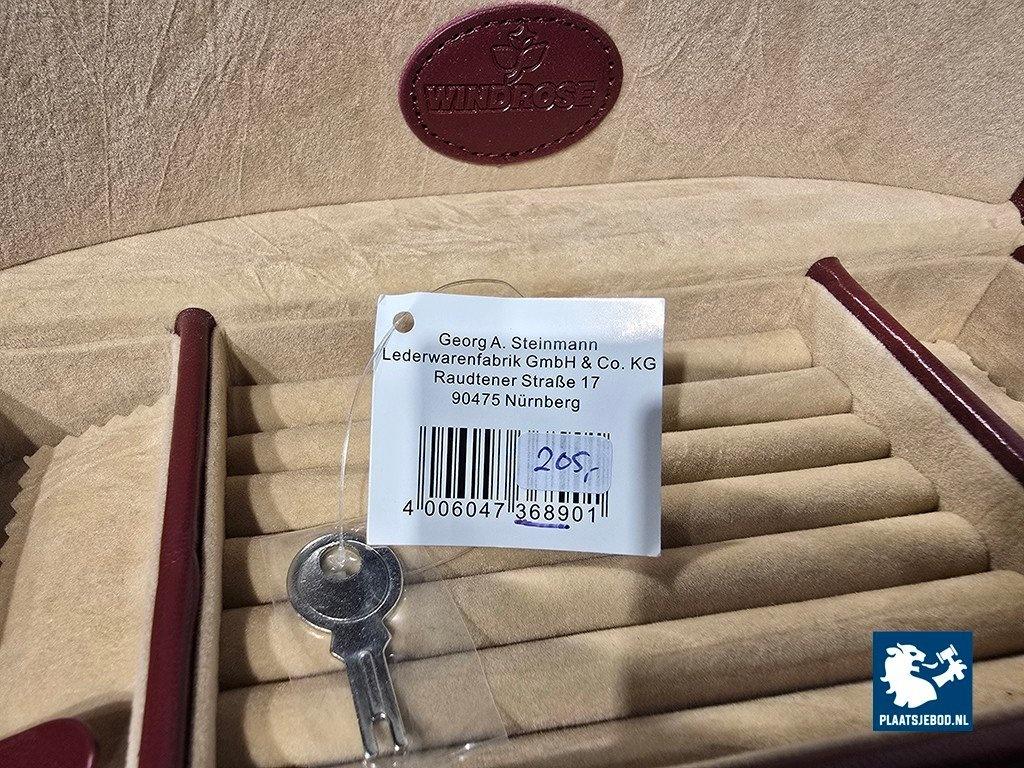 WINDROSE
Georg A. Steinmann
Lederwarenfabrik GmbH & Co. KG
Raudtener Straße 17
90475 Nürnberg
205,-
4 006047 368901
PLAATSJEBOD.NL